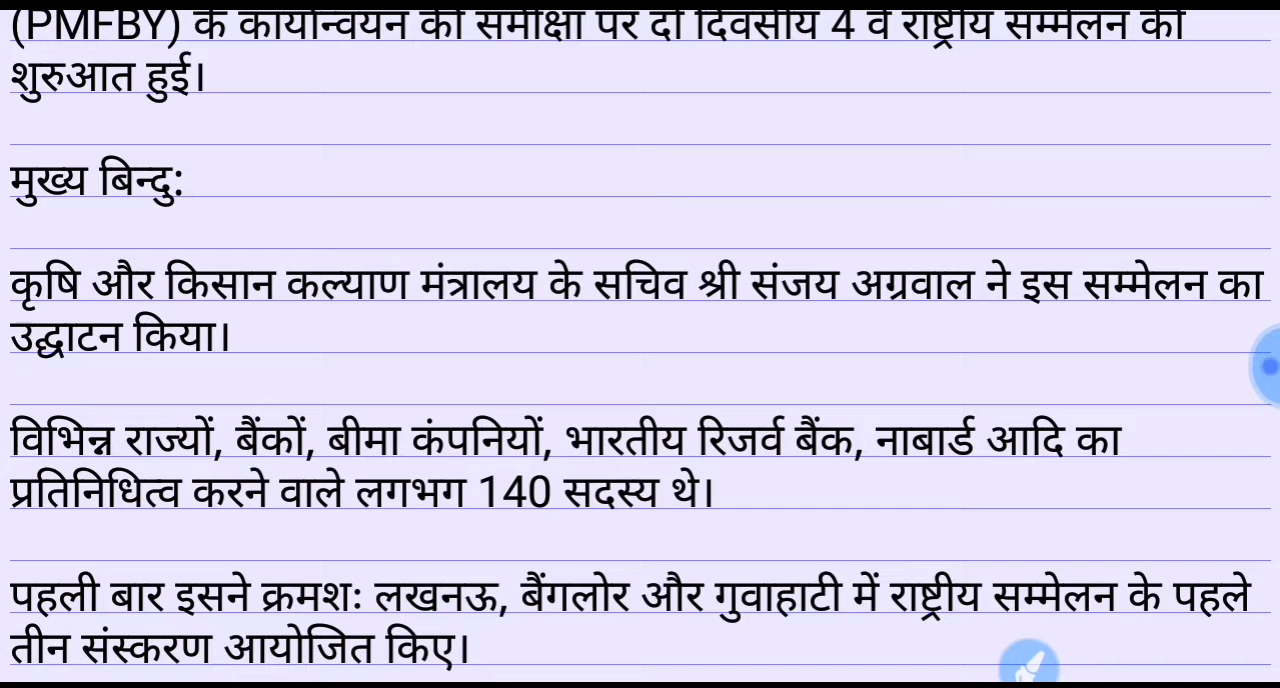 (PMFBY) के कार्यान्वयन की समीक्षा पर दो दिवसीय 4 वें राष्ट्रीय सम्मेलन की
शुरुआत हुई।
मुख्य बिन्दु:
कृषि और किसान कल्याण मंत्रालय के सचिव श्री संजय अग्रवाल ने इस सम्मेलन का
उद्घाटन किया।
विभिन्न राज्यों, बैंकों, बीमा कंपनियों, भारतीय रिजर्व बैंक, नाबार्ड आदि का
प्रतिनिधित्व करने वाले लगभग 140 सदस्य थे।
पहली बार इसने क्रमशः लखनऊ, बैंगलोर और गुवाहाटी में राष्ट्रीय सम्मेलन के पहले
तीन संस्करण आयोजित किए।